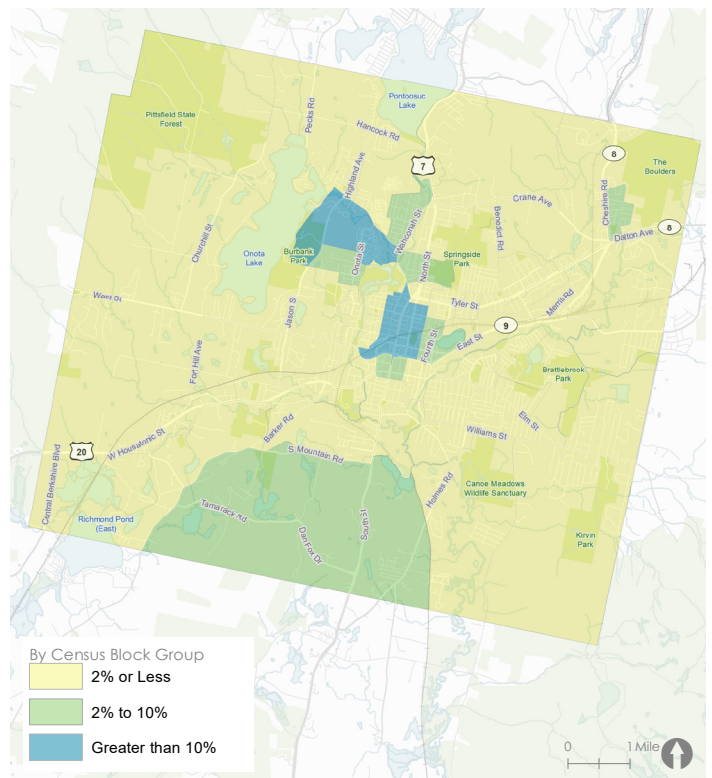 Pontoosuc
Lake
Pittsfield State
Forest
Pecks Rd
Hancock Rd
7
8
The
Boulders
Highland Ave
Cheshire Rd
Crane Ave
Benedict Rd
8
Dalton Ave
Churchill St
Wahconah St
Onota
Lake
Burbank
Park
Onota St
North St
Springside
Park
West St
Jason S
Tyler St
Merrill Rd
9
Fourth St
East St
Fort Hill Ave
Brattlebrook
Park
Elm St
Barker Rd
Williams St
W Housatonic St
20
S Mountain Rd
Central Berkshire Blvd
Holmes Rd
Canoe Meadows
Wildlife Sanctuary
Tamarack Rd
Richmond Pond
(East)
Dan Fox Dr
South St
Kirvin
Park
By Census Block Group
2% or Less
2% to 10%
Greater than 10%
0
1 Mile